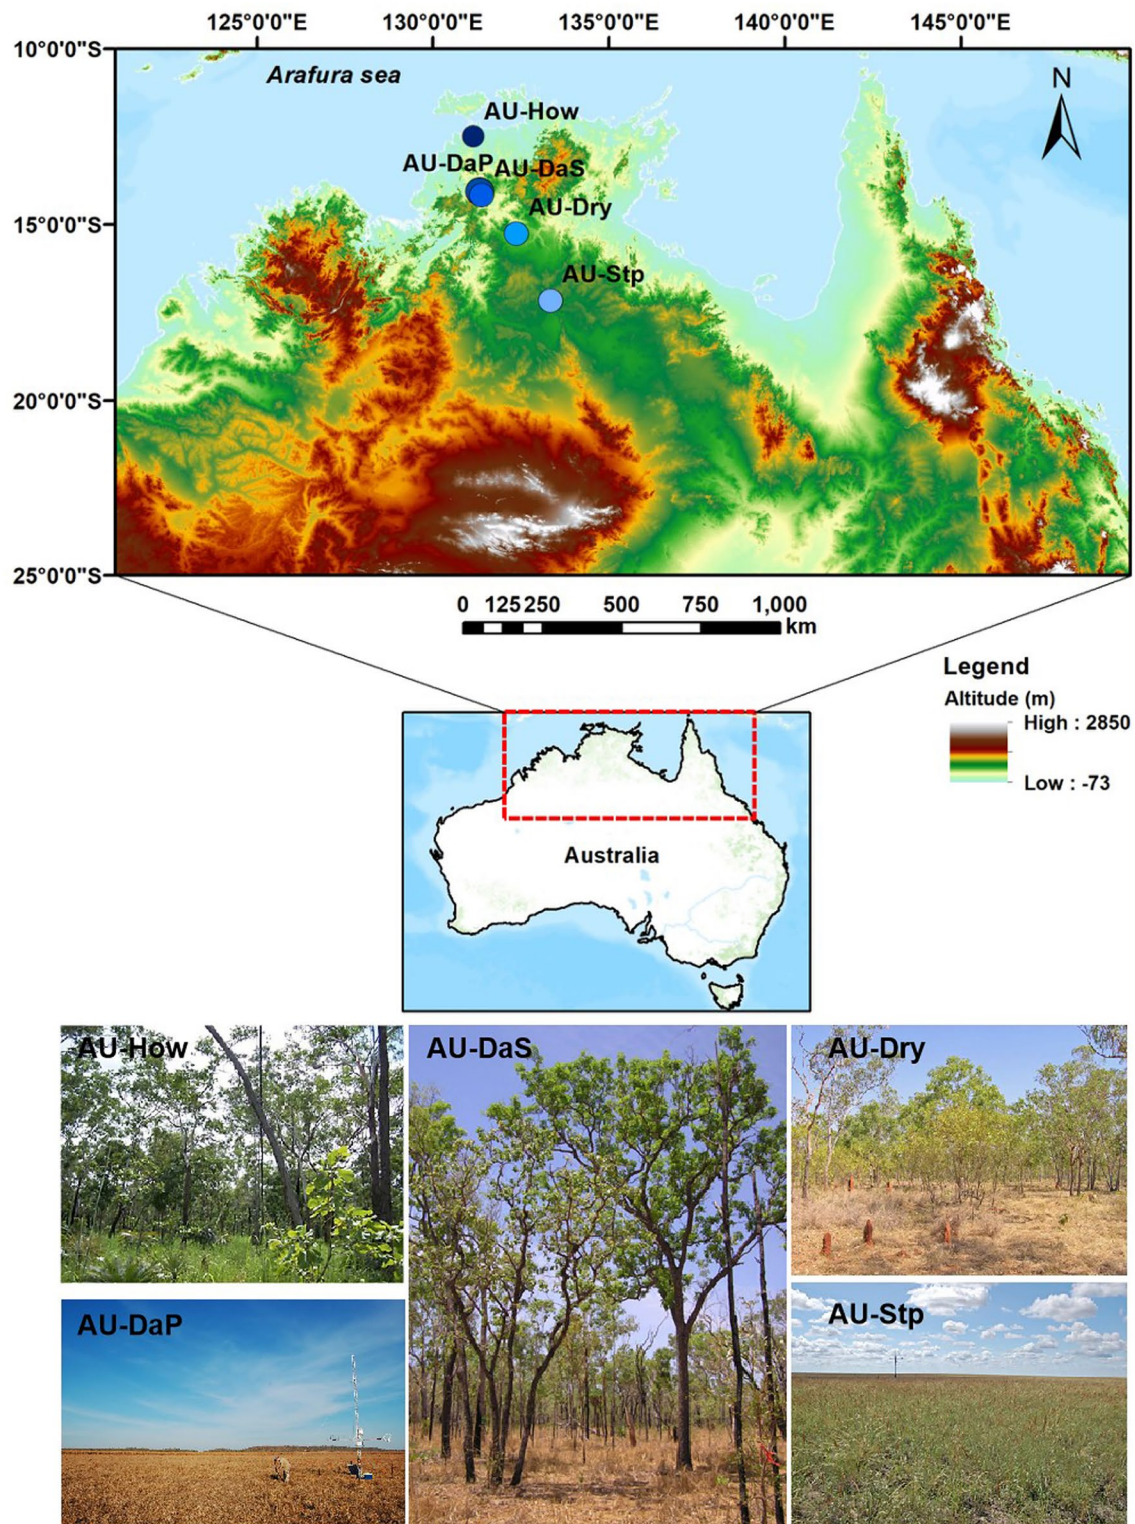 125°0'0"E 130°0'0"E 135°0'0"E 140°0'0"E 145°0'0"E
10°0'0"S
Arafura sea
N
AU-How
AU-DaP AU-DaS
AU-Dry
15°0'0"S
AU-Stp
20°0'0"S
25°0'0"S
0 125 250 500 750 1,000
km
Legend
Altitude (m)
High : 2850
Low : -73
Australia
AU-How
AU-DaS
AU-Dry
AU-DaP
AU-Stp